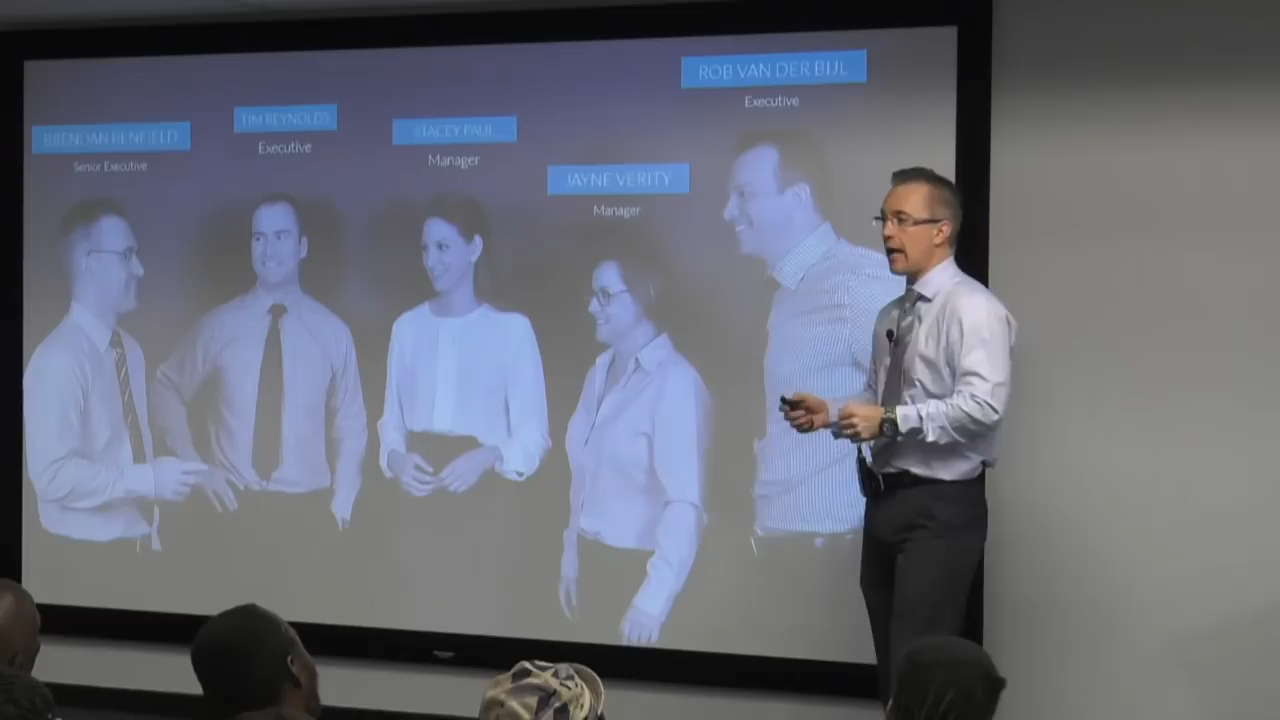 BRENDAN BENFIELD
Senior Executive
TIM REYNOLDS
Executive
STACEY PAUL
Manager
JAYNE VERITY
Manager
ROB VAN DER BIJL
Executive